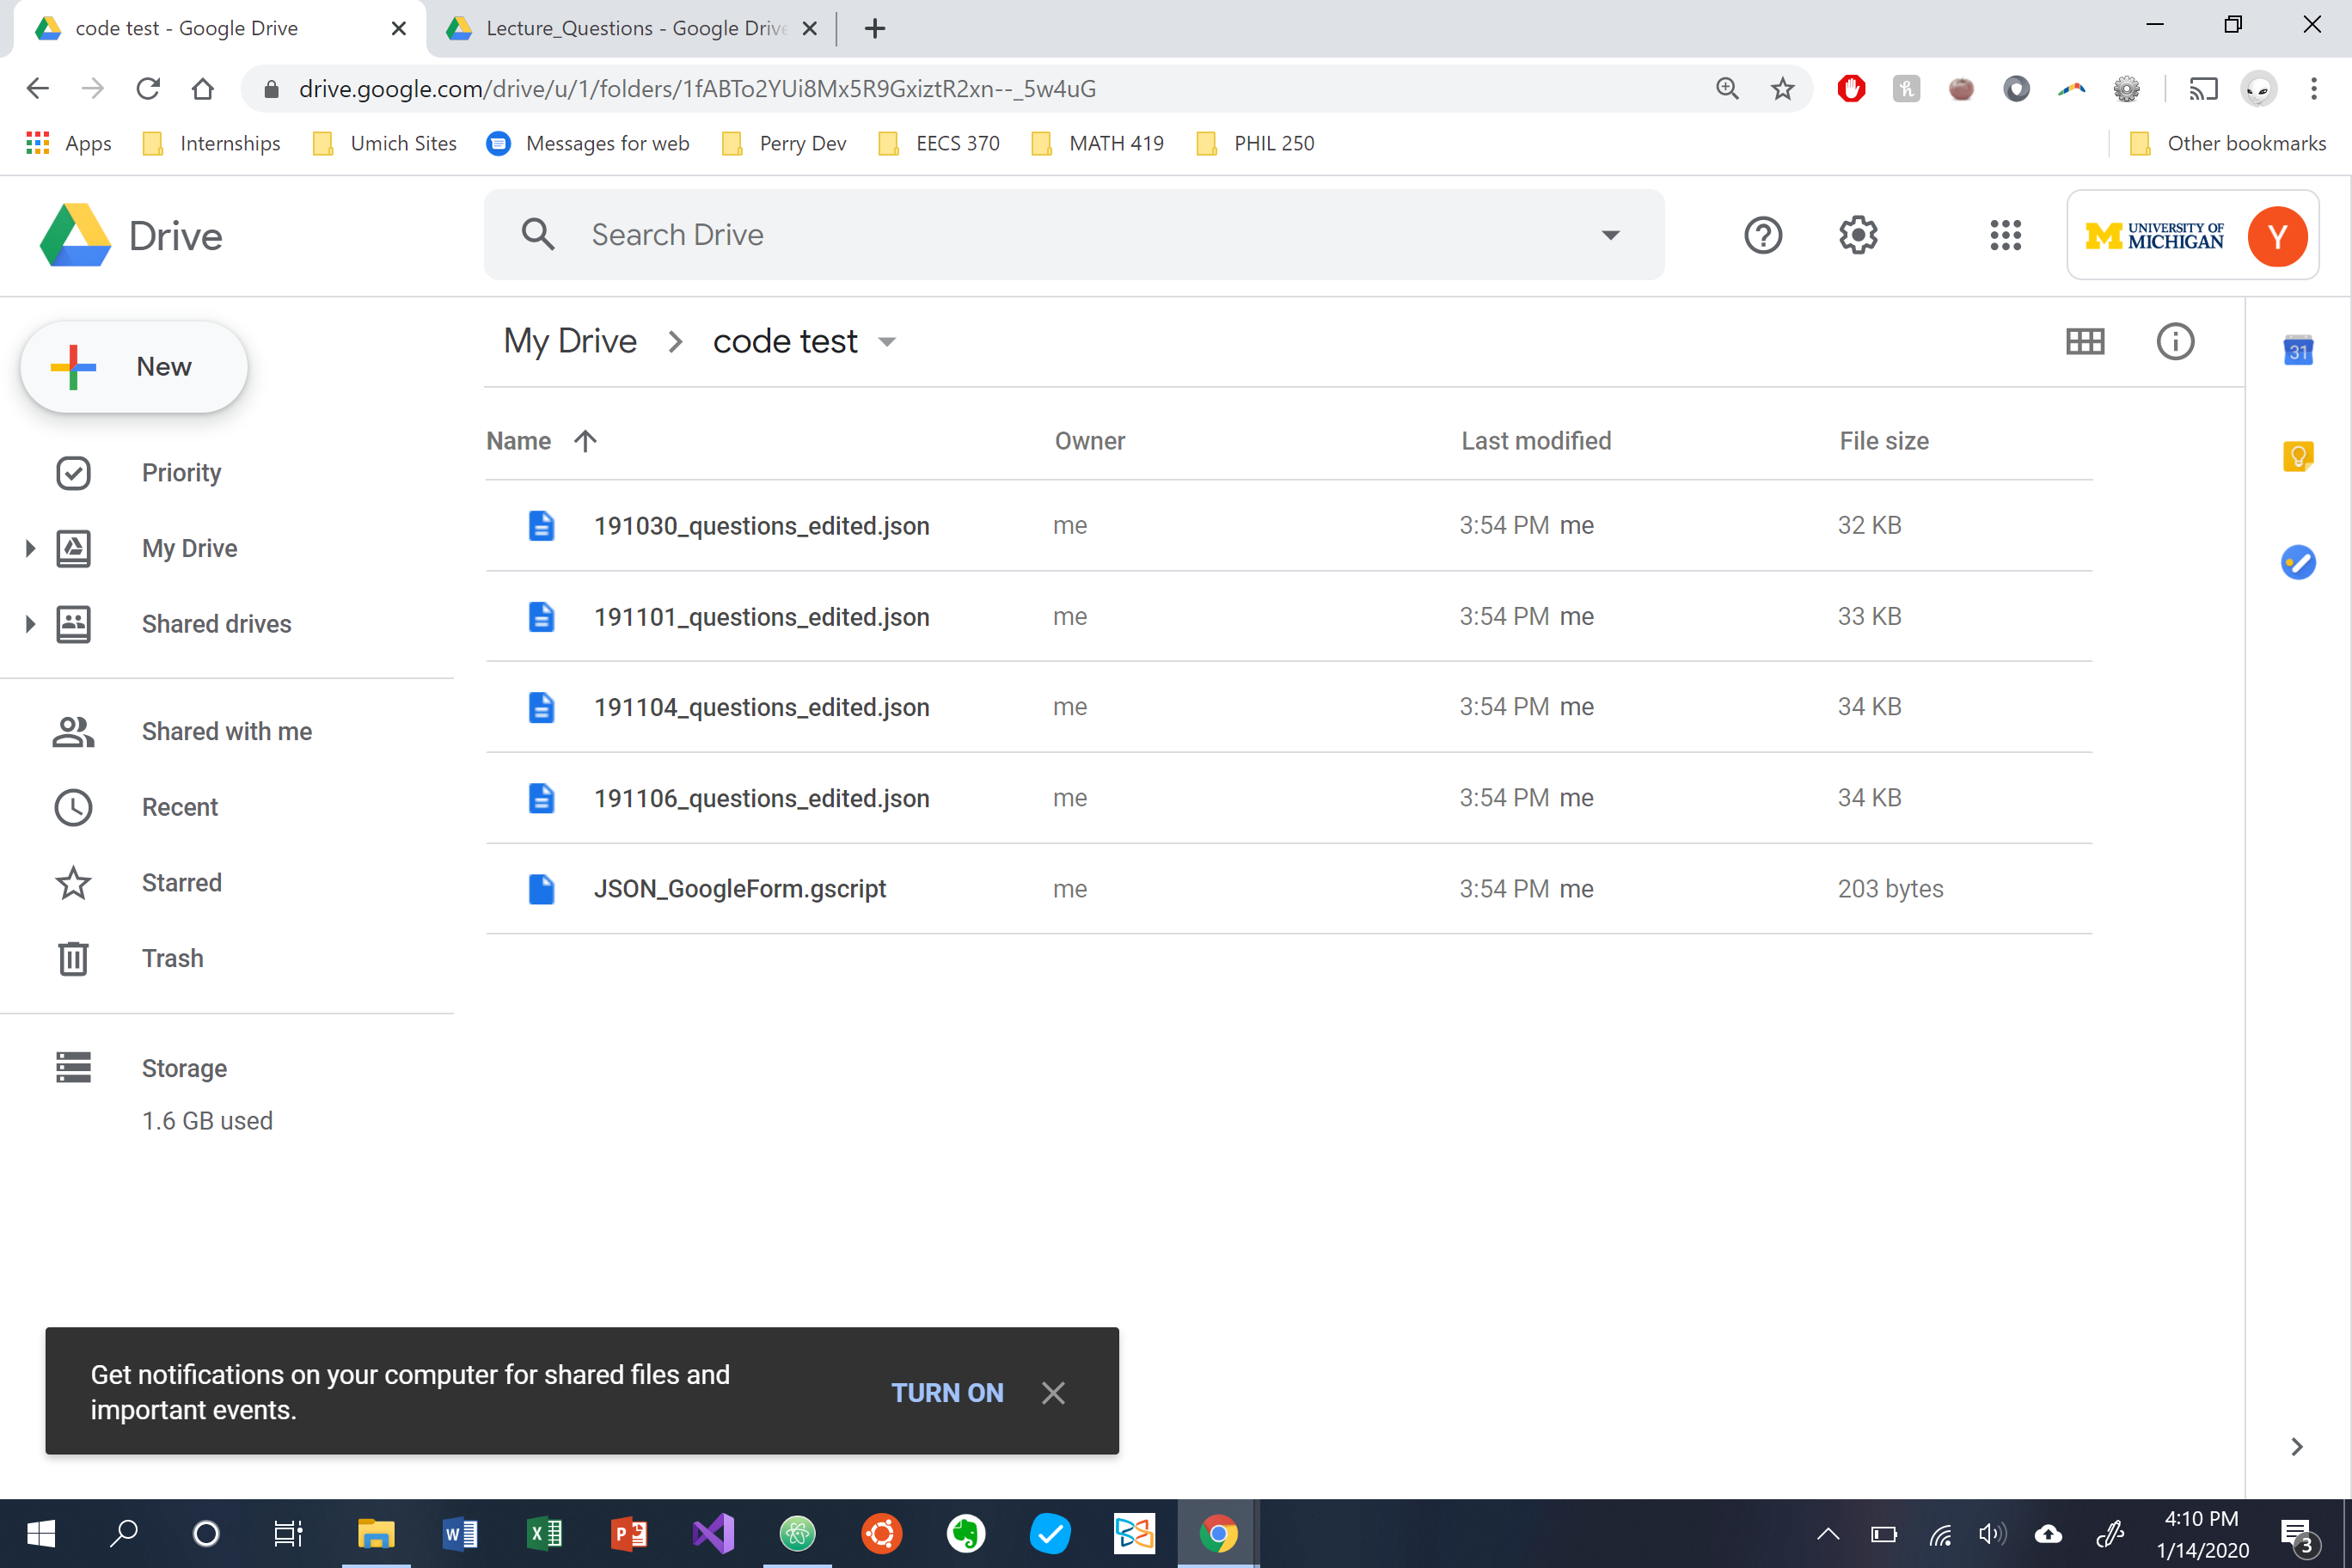 code test - Google Drive
Lecture_Questions - Google Drive
drive.google.com/drive/u/1/folders/1fABTo2YUi8Mx5R9GxiztR2xn--_5w4uG
Apps Internships Umich Sites Messages for web Perry Dev EECS 370 MATH 419 PHIL 250 Other bookmarks
Drive
Search Drive
UNIVERSITY OF
MICHIGAN
M
Y
New
My Drive > code test
31
Name Owner Last modified File size
Priority
My Drive
Shared drives
Shared with me
Recent
Starred
Trash
Storage
1.6 GB used
191030_questions_edited.json me 3:54 PM me 32 KB
191101_questions_edited.json me 3:54 PM me 33 KB
191104_questions_edited.json me 3:54 PM me 34 KB
191106_questions_edited.json me 3:54 PM me 34 KB
JSON_GoogleForm.gscript me 3:54 PM me 203 bytes
Get notifications on your computer for shared files and
important events.
TURN ON
4:10 PM
1/14/2020
3